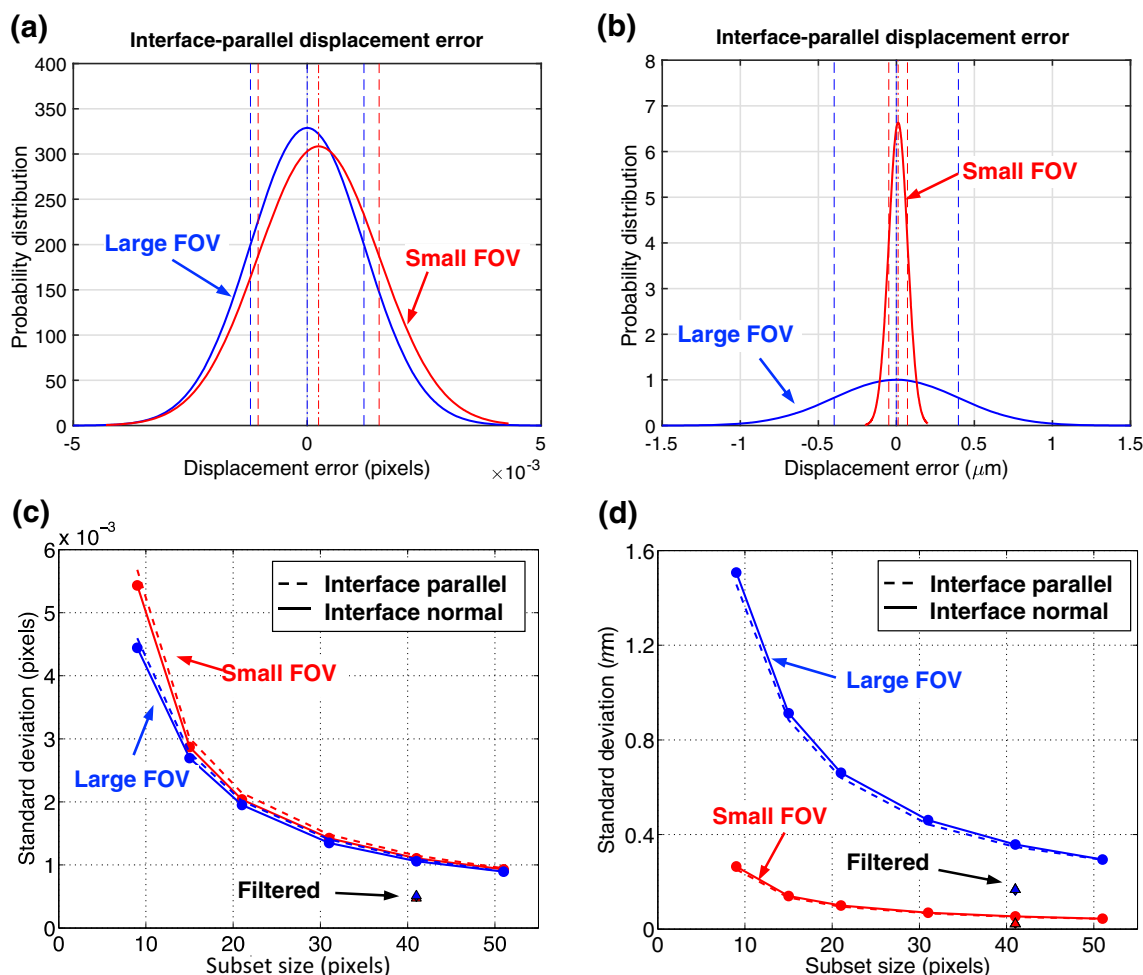 (a)
Interface-parallel displacement error
Probability distribution
400
350
300
250
200
150
100
50
0
Large FOV
Small FOV
-5
0
5
×10⁻³
Displacement error (pixels)
(b)
Interface-parallel displacement error
Probability distribution
8
7
6
5
4
3
2
1
0
Small FOV
Large FOV
-1.5
-1
-0.5
0
0.5
1
1.5
Displacement error (μm)
(c)
x 10⁻³
Standard deviation (pixels)
6
5
4
3
2
1
0
Interface parallel
Interface normal
Small FOV
Large FOV
Filtered
0
10
20
30
40
50
Subset size (pixels)
(d)
Standard deviation (mm)
1.6
1.2
0.8
0.4
0
Interface parallel
Interface normal
Large FOV
Small FOV
Filtered
0
10
20
30
40
50
Subset size (pixels)